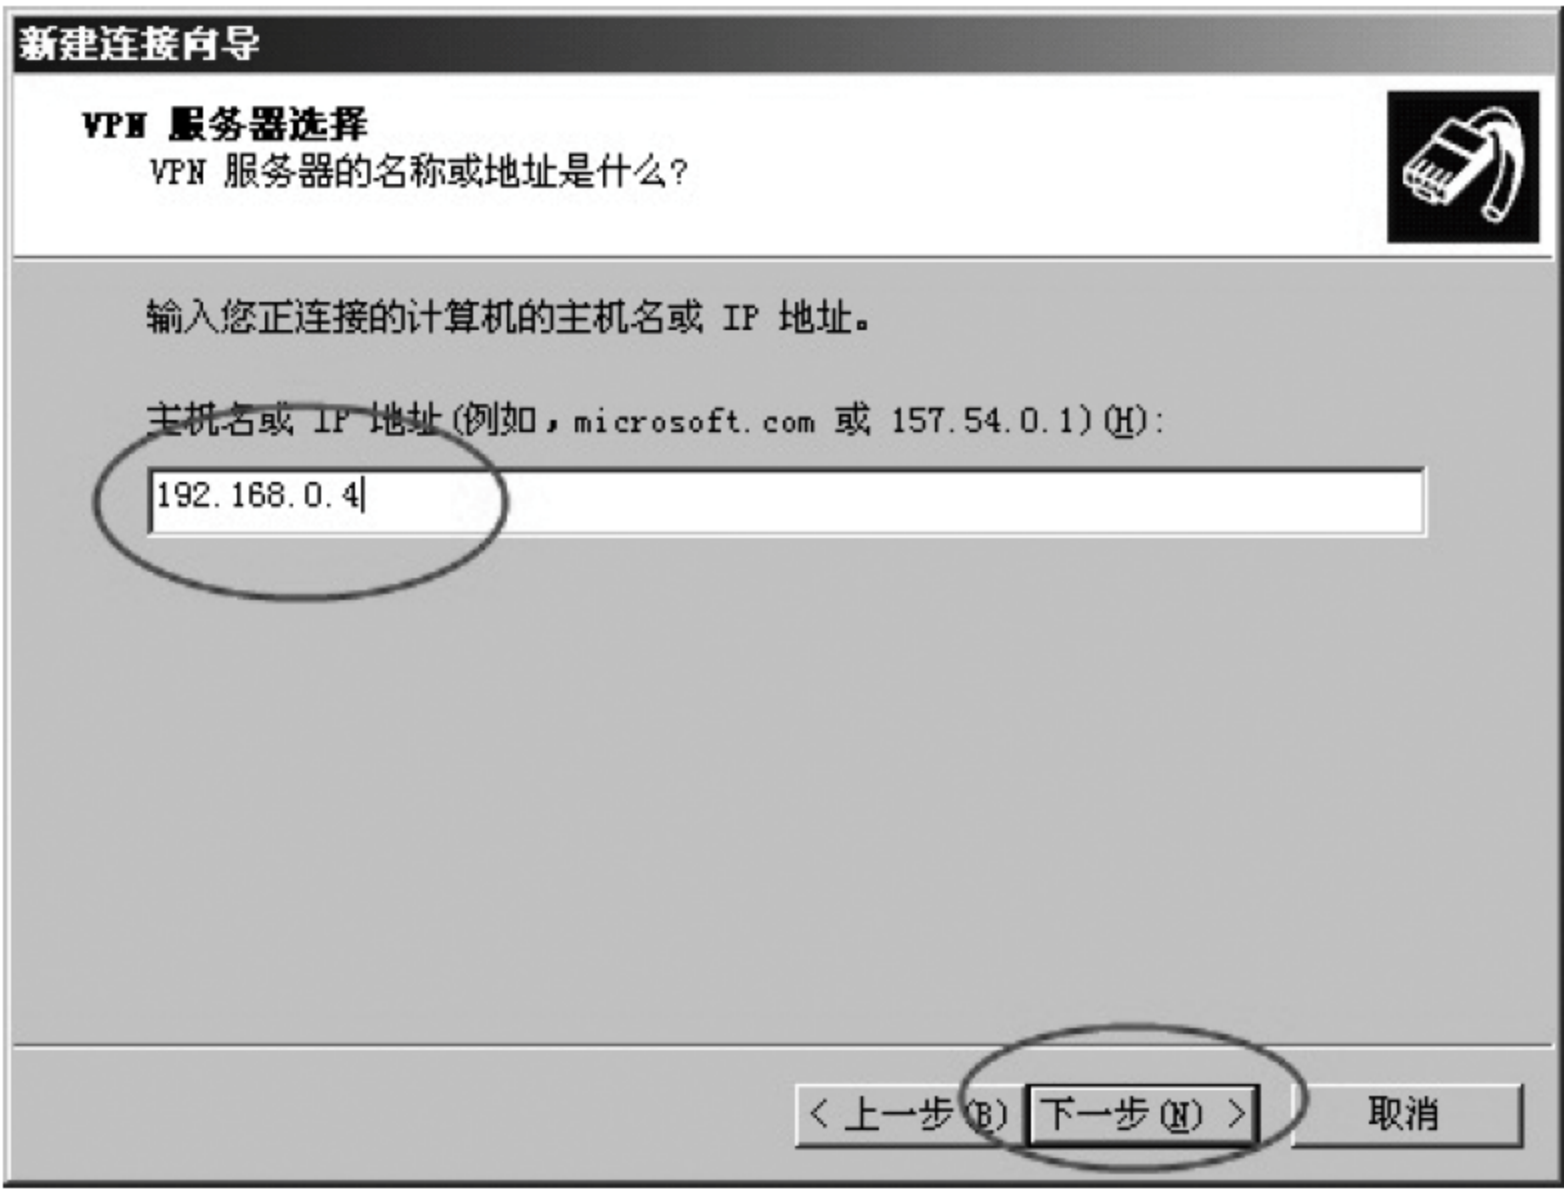 新建连接向导
VPN 服务器选择
VPN 服务器的名称或地址是什么?
输入您正连接的计算机的主机名或 IP 地址。
主机名或 IP 地址(例如，microsoft.com 或 157.54.0.1)(H):
192.168.0.4
< 上一步(B) 下一步(N) > 取消